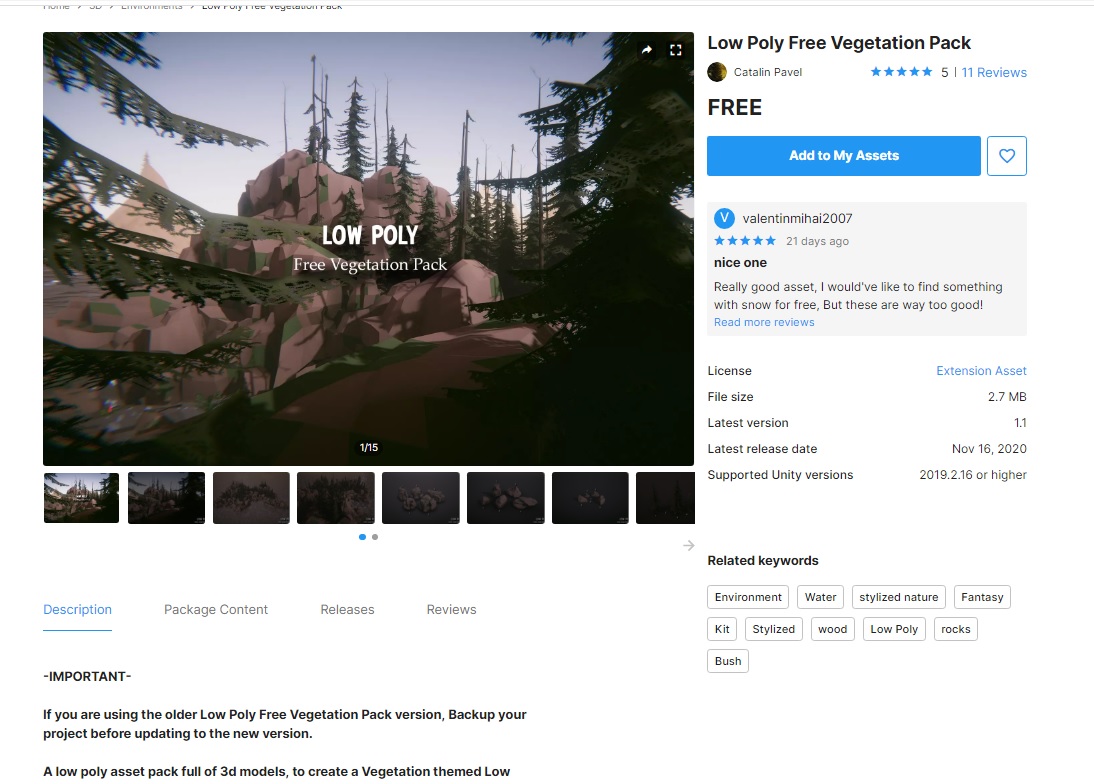 Home > 3D > Environments > Low Poly Free Vegetation Pack
LOW POLY
Free Vegetation Pack
1/15
Low Poly Free Vegetation Pack
Catalin Pavel
5 | 11 Reviews
FREE
Add to My Assets
V valentinmihai2007
21 days ago
nice one
Really good asset, I would've like to find something
with snow for free, But these are way too good!
Read more reviews
License Extension Asset
File size 2.7 MB
Latest version 1.1
Latest release date Nov 16, 2020
Supported Unity versions 2019.2.16 or higher
Related keywords
Environment Water stylized nature Fantasy
Kit Stylized wood Low Poly rocks
Bush
Description Package Content Releases Reviews
-IMPORTANT-
If you are using the older Low Poly Free Vegetation Pack version, Backup your
project before updating to the new version.
A low poly asset pack full of 3d models, to create a Vegetation themed Low